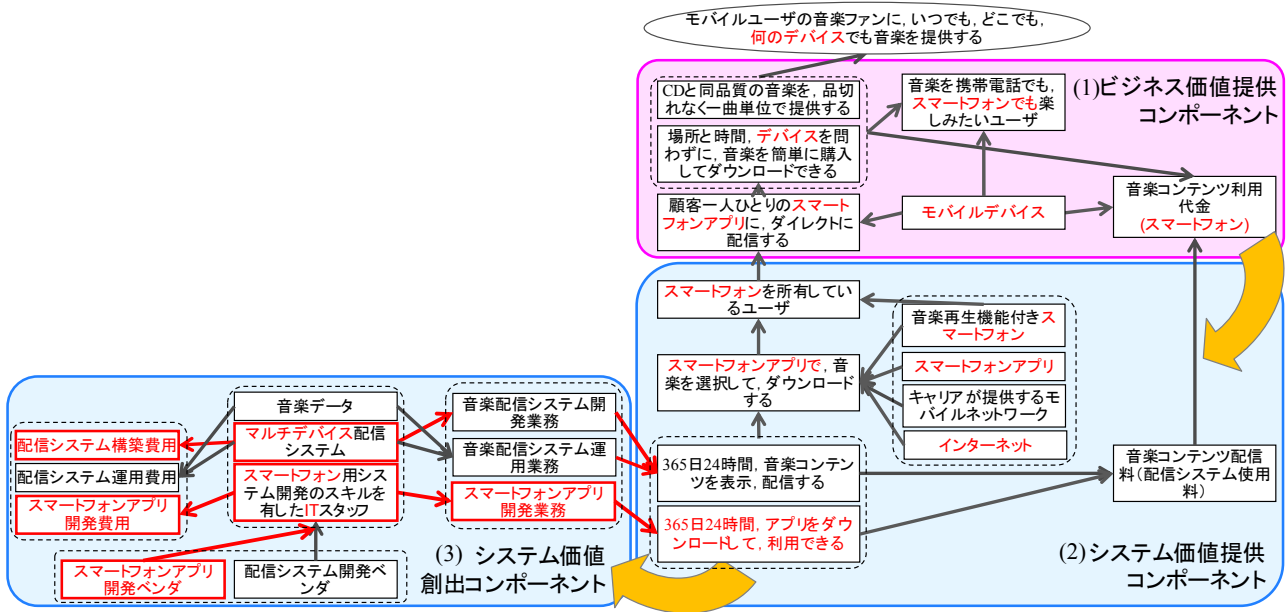 モバイルユーザの音楽ファンに，いつでも，どこでも，
何のデバイスでも音楽を提供する
CDと同品質の音楽を，品切
れなく一曲単位で提供する
場所と時間，デバイスを問
わずに，音楽を簡単に購入
してダウンロードできる
音楽を携帯電話でも，
スマートフォンでも楽
しみたいユーザ
(1)ビジネス価値提供
コンポーネント
顧客一人ひとりのスマート
フォンアプリに，ダイレクトに
配信する
モバイルデバイス
音楽コンテンツ利用
代金
(スマートフォン)
スマートフォンを所有してい
るユーザ
音楽再生機能付きス
マートフォン
スマートフォンアプリ
キャリアが提供するモ
バイルネットワーク
インターネット
スマートフォンアプリで，音
楽を選択して，ダウンロード
する
365日24時間，音楽コンテン
ツを表示，配信する
365日24時間，アプリをダウ
ンロードして，利用できる
音楽コンテンツ配信
料（配信システム使用
料）
(2)システム価値提供
コンポーネント
音楽データ
マルチデバイス配信
システム
スマートフォン用シス
テム開発のスキルを
有したITスタッフ
配信システム構築費用
配信システム運用費用
スマートフォンアプリ
開発費用
音楽配信システム開
発業務
音楽配信システム運
用業務
スマートフォンアプリ
開発業務
スマートフォンアプリ
開発ベンダ
配信システム開発ベ
ンダ
(3) システム価値
創出コンポーネント